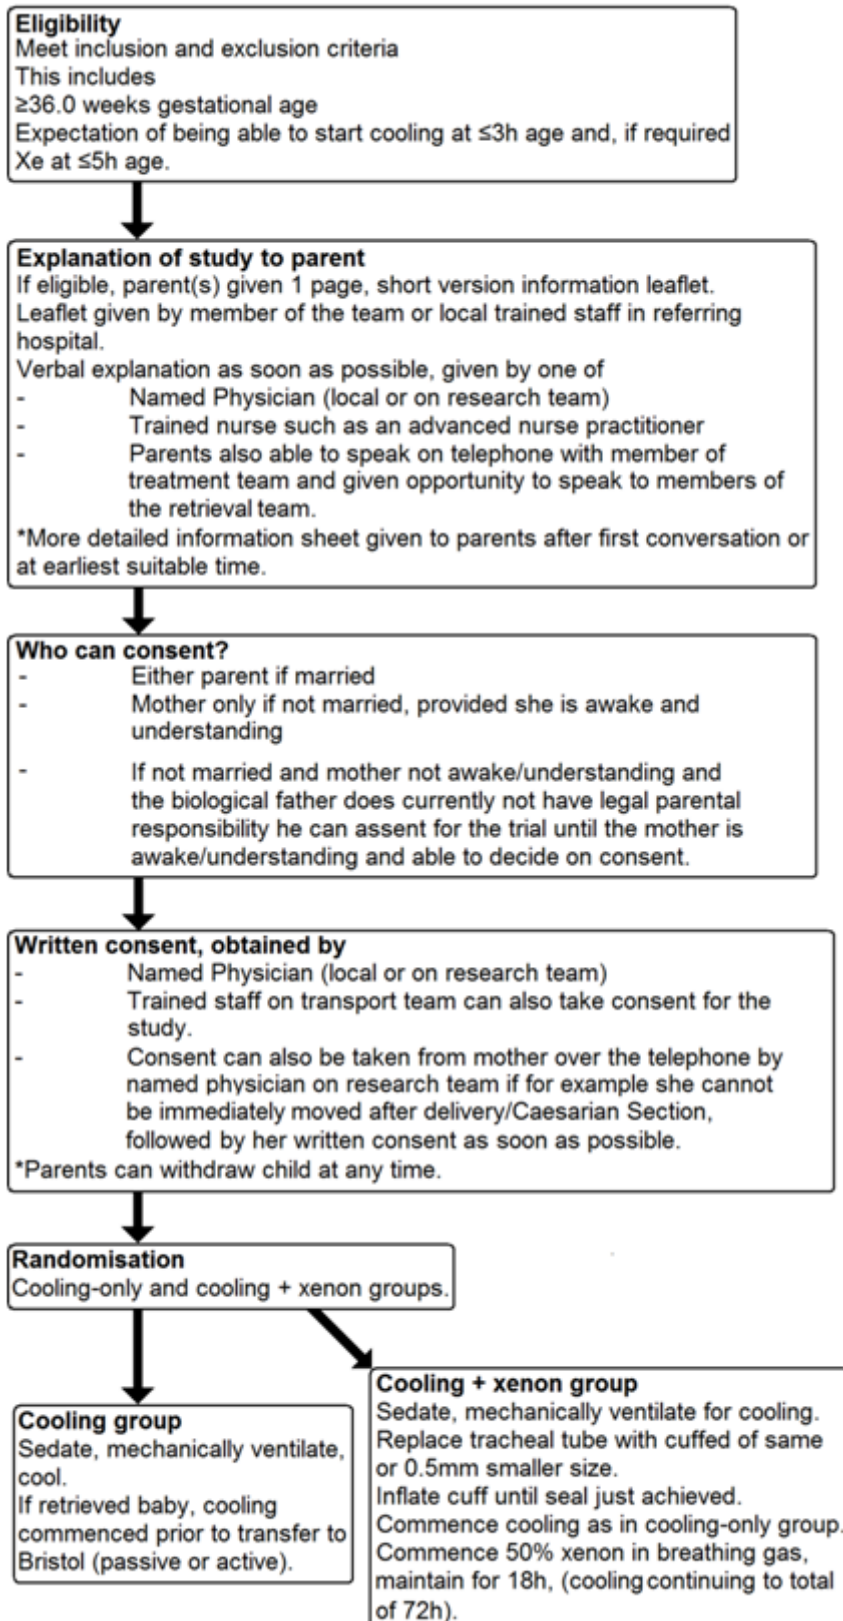 Eligibility
Meet inclusion and exclusion criteria
This includes
≥36.0 weeks gestational age
Expectation of being able to start cooling at ≤3h age and, if required
Xe at ≤5h age.
Explanation of study to parent
If eligible, parent(s) given 1 page, short version information leaflet.
Leaflet given by member of the team or local trained staff in referring
hospital.
Verbal explanation as soon as possible, given by one of
- Named Physician (local or on research team)
- Trained nurse such as an advanced nurse practitioner
- Parents also able to speak on telephone with member of
treatment team and given opportunity to speak to members of
the retrieval team.
*More detailed information sheet given to parents after first conversation or
at earliest suitable time.
Who can consent?
- Either parent if married
- Mother only if not married, provided she is awake and
understanding
- If not married and mother not awake/understanding and
the biological father does currently not have legal parental
responsibility he can assent for the trial until the mother is
awake/understanding and able to decide on consent.
Written consent, obtained by
- Named Physician (local or on research team)
- Trained staff on transport team can also take consent for the
study.
- Consent can also be taken from mother over the telephone by
named physician on research team if for example she cannot
be immediately moved after delivery/Caesarian Section,
followed by her written consent as soon as possible.
*Parents can withdraw child at any time.
Randomisation
Cooling-only and cooling + xenon groups.
Cooling group
Sedate, mechanically ventilate,
cool.
If retrieved baby, cooling
commenced prior to transfer to
Bristol (passive or active).
Cooling + xenon group
Sedate, mechanically ventilate for cooling.
Replace tracheal tube with cuffed of same
or 0.5mm smaller size.
Inflate cuff until seal just achieved.
Commence cooling as in cooling-only group.
Commence 50% xenon in breathing gas,
maintain for 18h, (cooling continuing to total
of 72h).